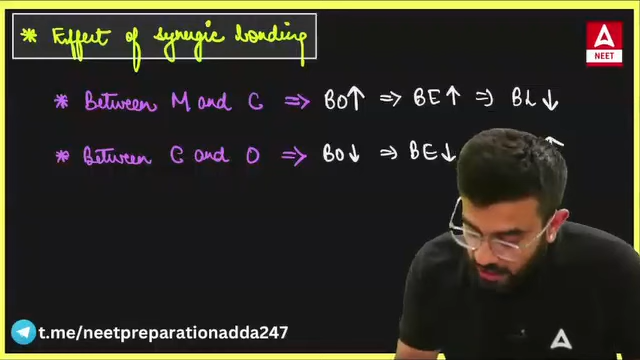 * Effect of synergic bonding
A
NEET
* Between M and C ⇒ BO↑ ⇒ BE↑ ⇒ BL↓
* Between C and O ⇒ BO↓ ⇒ BE↓ ↑
t.me/neetpreparationadda247